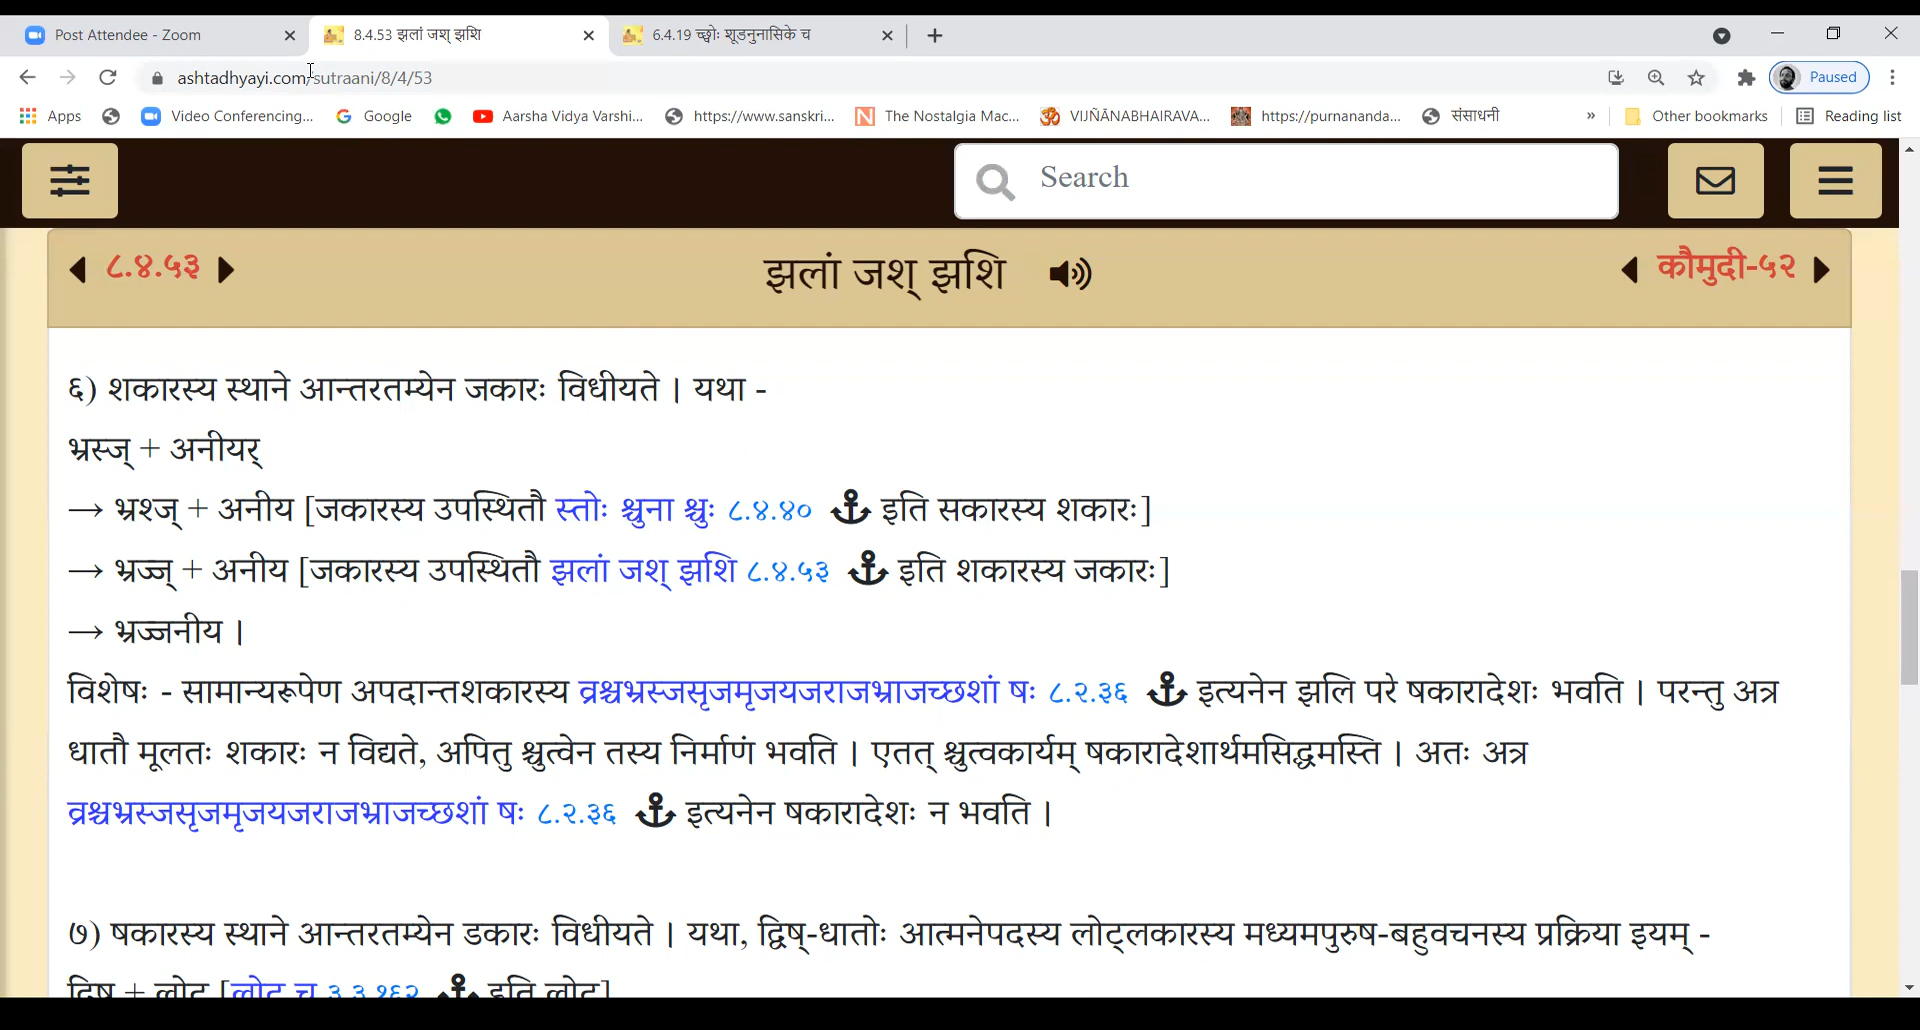 Post Attendee - Zoom
8.4.53 झलां जश् झशि
6.4.19 च्छ्वोः शूडनुनासिके च
ashtadhyayi.com/sutraani/8/4/53
Paused
Apps
Video Conferencing...
Google
Aarsha Vidya Varshi...
https://www.sanskri...
The Nostalgia Mac...
VIJÑĀNABHAIRAVA...
https://purnananda...
संसाधनी
»
Other bookmarks
Reading list
Search
८.४.५३
झलां जश् झशि
कौमुदी-५२
६) शकारस्य स्थाने आन्तरतम्येन जकारः विधीयते । यथा -
भ्रस्ज् + अनीयर्
→ भ्रश्ज् + अनीय [जकारस्य उपस्थितौ स्तोः श्चुना श्चुः ८.४.४० इति सकारस्य शकारः]
→ भ्रज्ज् + अनीय [जकारस्य उपस्थितौ झलां जश् झशि ८.४.५३ इति शकारस्य जकारः]
→ भ्रज्जनीय ।
विशेषः - सामान्यरूपेण अपदान्तशकारस्य व्रश्चभ्रस्जसृजमृजयजराजभ्राजच्छशां षः ८.२.३६ इत्यनेन झलि परे षकारादेशः भवति । परन्तु अत्र
धातौ मूलतः शकारः न विद्यते, अपितु श्चुत्वेन तस्य निर्माणं भवति । एतत् श्चुत्वकार्यम् षकारादेशार्थमसिद्धमस्ति । अतः अत्र
व्रश्चभ्रस्जसृजमृजयजराजभ्राजच्छशां षः ८.२.३६ इत्यनेन षकारादेशः न भवति ।
७) षकारस्य स्थाने आन्तरतम्येन डकारः विधीयते । यथा, द्विष्-धातोः आत्मनेपदस्य लोट्लकारस्य मध्यमपुरुष-बहुवचनस्य प्रक्रिया इयम् -
द्विष् + लोट् [लोट् च ३.३.१६२ इति लोट्]